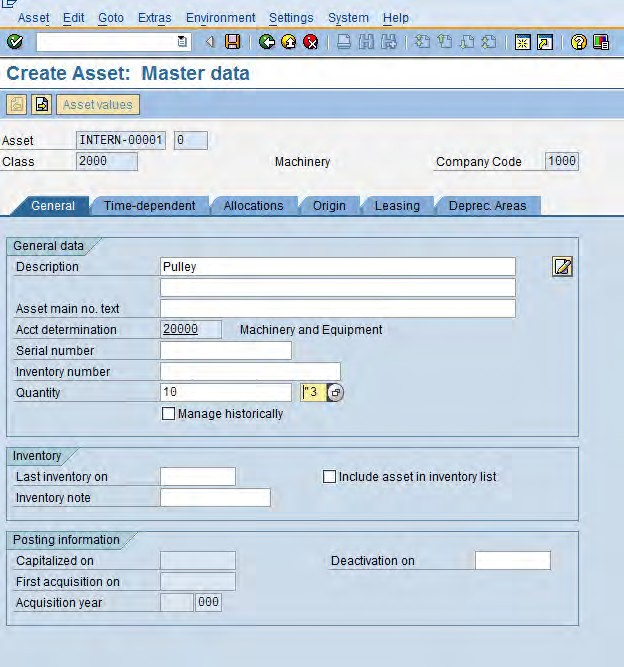 Asset Edit Goto Extras Environment Settings System Help
Create Asset: Master data
Asset values
Asset INTERN-00001 0
Class 2000 Machinery Company Code 1000
General Time-dependent Allocations Origin Leasing Deprec. Areas
General data
Description Pulley
Asset main no. text
Acct determination 20000 Machinery and Equipment
Serial number
Inventory number
Quantity 10 "3
Manage historically
Inventory
Last inventory on Include asset in inventory list
Inventory note
Posting information
Capitalized on Deactivation on
First acquisition on
Acquisition year 000